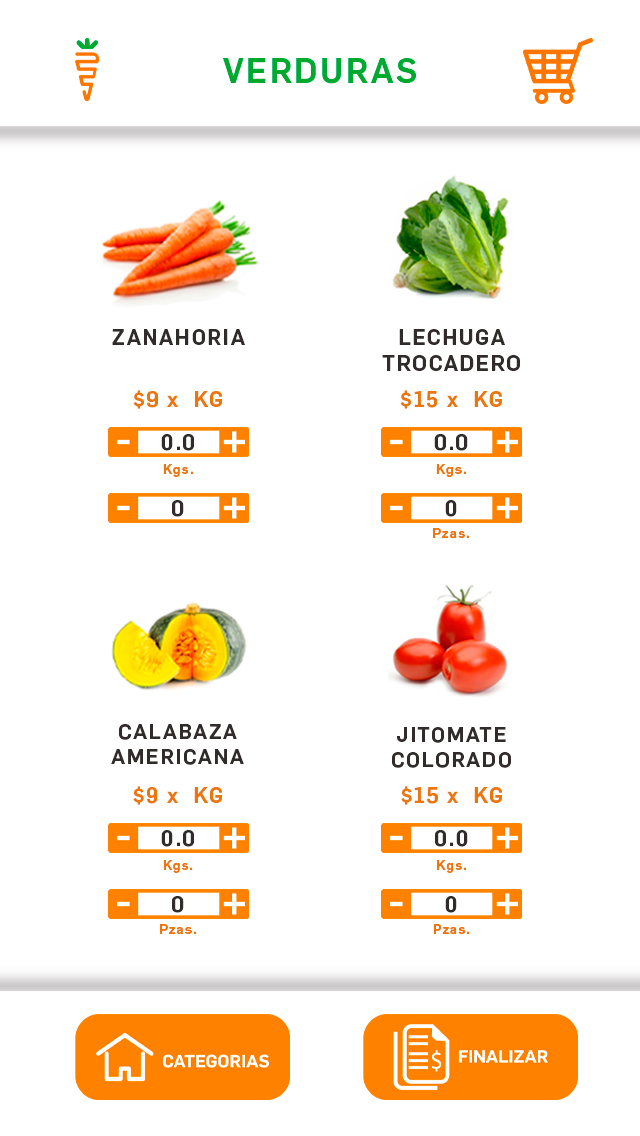 VERDURAS
ZANAHORIA
$9 x KG
- 0.0 +
Kgs.
- 0 +
LECHUGA
TROCADERO
$15 x KG
- 0.0 +
Kgs.
- 0 +
Pzas.
CALABAZA
AMERICANA
$9 x KG
- 0.0 +
Kgs.
- 0 +
Pzas.
JITOMATE
COLORADO
$15 x KG
- 0.0 +
Kgs.
- 0 +
Pzas.
CATEGORIAS
$ FINALIZAR